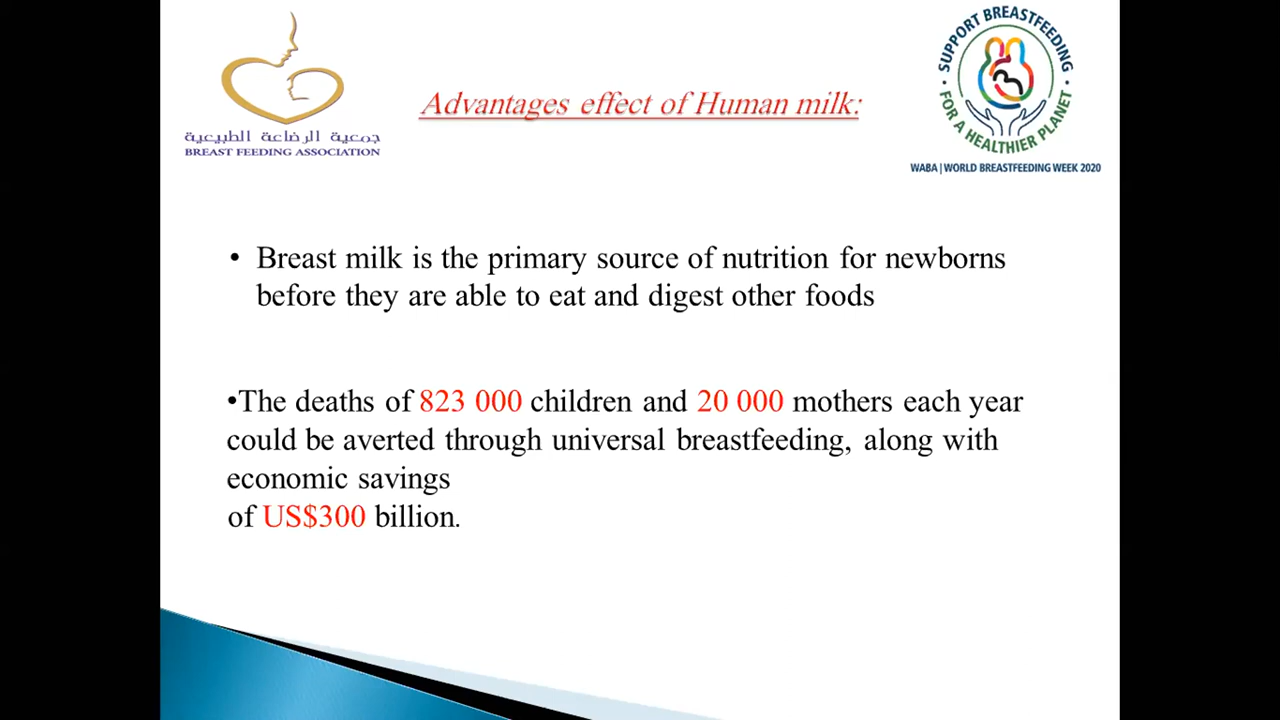 جمعية الرضاعة الطبيعية
BREAST FEEDING ASSOCIATION
Advantages effect of Human milk:
· SUPPORT BREASTFEEDING ·
FOR A HEALTHIER PLANET
WABA | WORLD BREASTFEEDING WEEK 2020
• Breast milk is the primary source of nutrition for newborns
before they are able to eat and digest other foods
•The deaths of 823 000 children and 20 000 mothers each year
could be averted through universal breastfeeding, along with
economic savings
of US$300 billion.